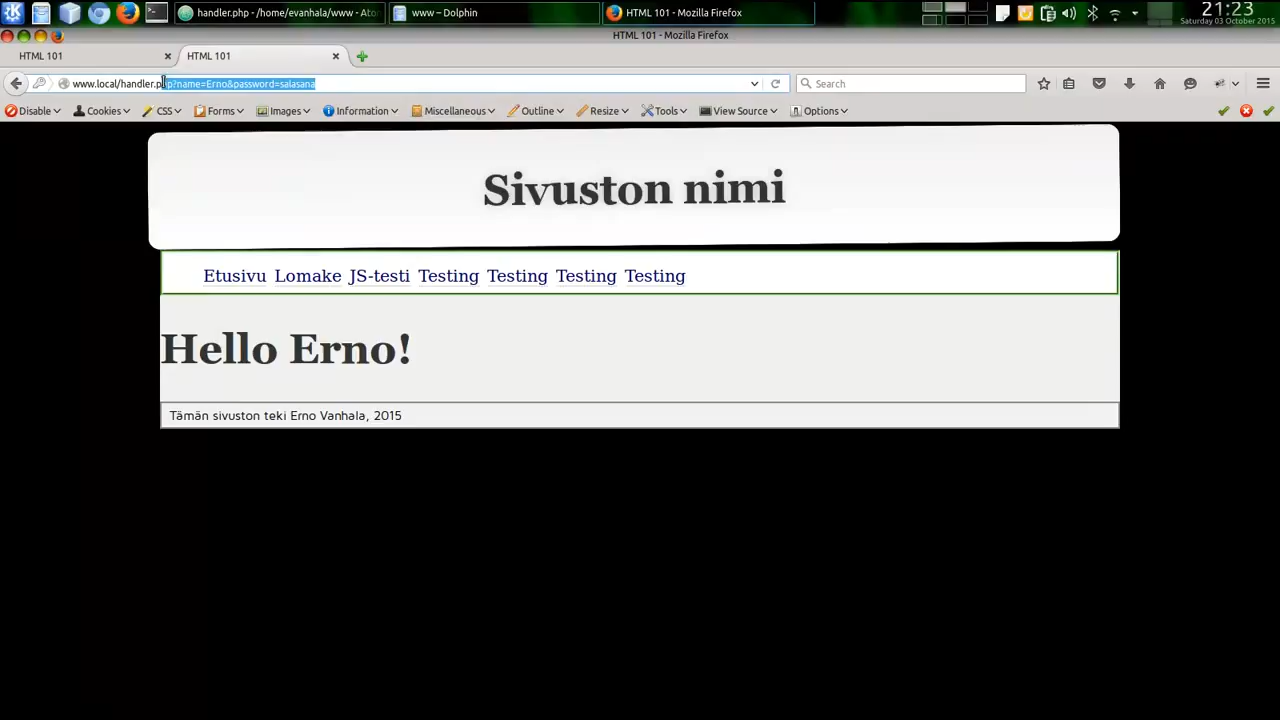 handler.php - /home/evanhala/www - Ato
www – Dolphin
HTML 101 - Mozilla Firefox
21:23
Saturday 03 October 2015
HTML 101 - Mozilla Firefox
HTML 101
HTML 101
www.local/handler.php?name=Erno&password=salasana
Search
Disable
Cookies
CSS
Forms
Images
Information
Miscellaneous
Outline
Resize
Tools
View Source
Options
Sivuston nimi
Etusivu Lomake JS-testi Testing Testing Testing Testing
Hello Erno!
Tämän sivuston teki Erno Vanhala, 2015